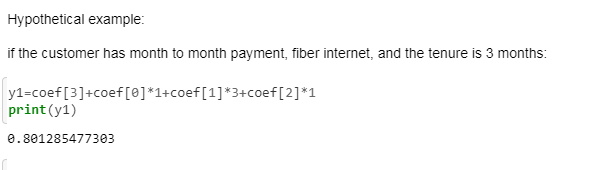 Hypothetical example:
if the customer has month to month payment, fiber internet, and the tenure is 3 months:
y1=coef[3]+coef[0]*1+coef[1]*3+coef[2]*1
print(y1)
0.801285477303